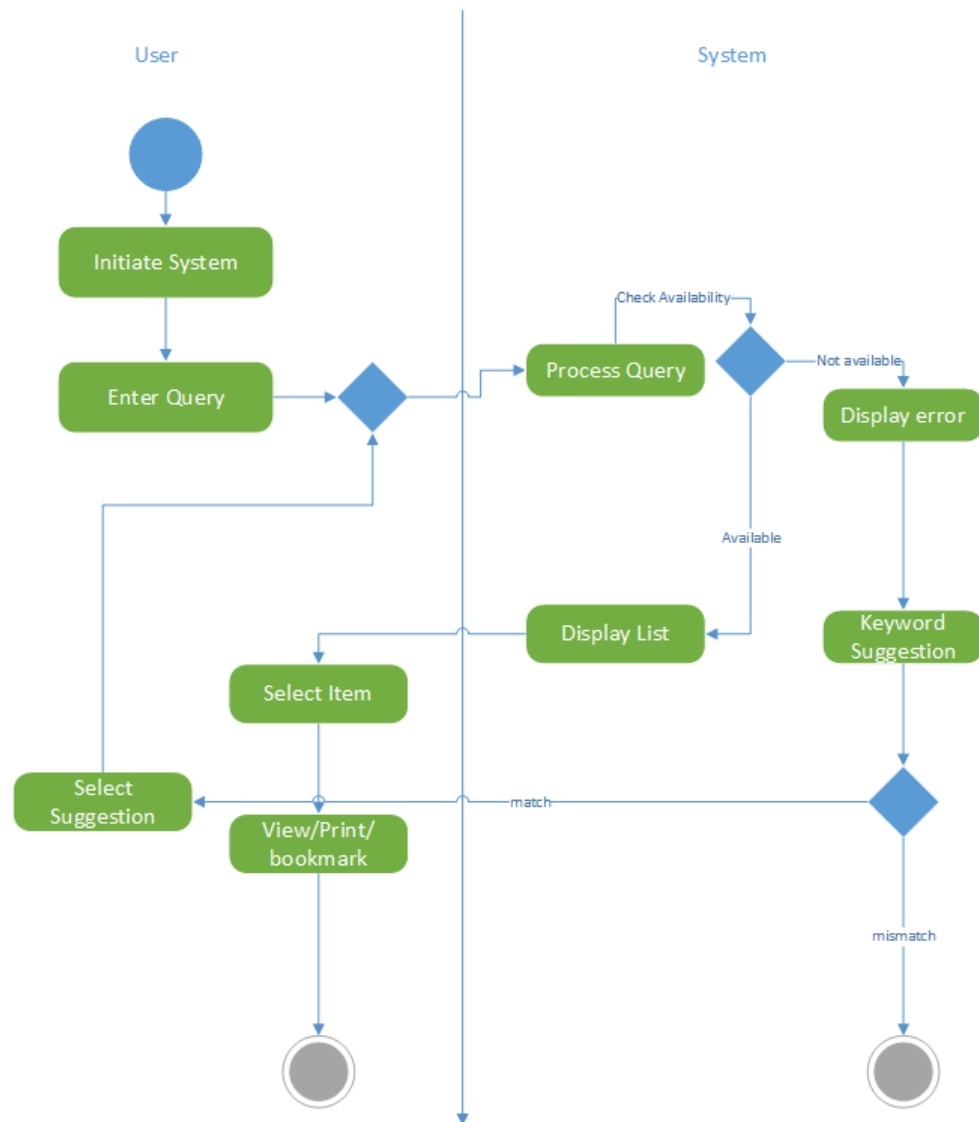 User
System
Initiate System
Check Availability
Enter Query
Process Query
Not available
Display error
Available
Display List
Keyword
Suggestion
Select Item
Select
Suggestion
match
View/Print/
bookmark
mismatch